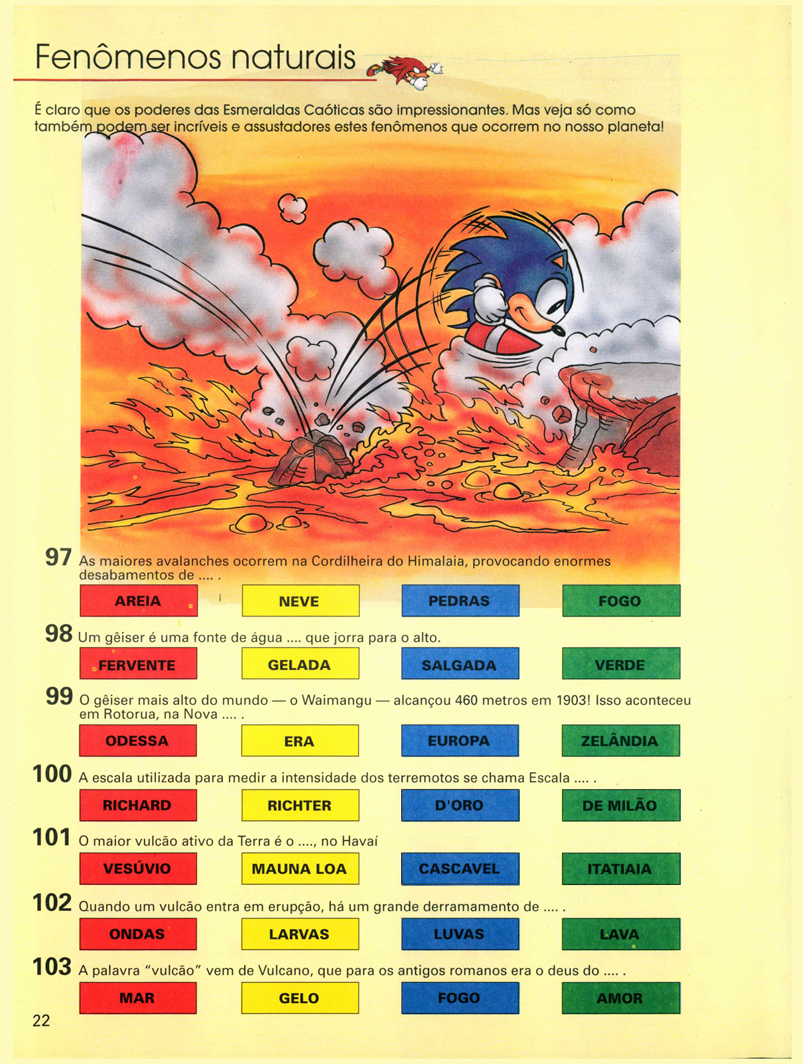 Fenômenos naturais
É claro que os poderes das Esmeraldas Caóticas são impressionantes. Mas veja só como
também podem ser incríveis e assustadores estes fenômenos que ocorrem no nosso planeta!
97 As maiores avalanches ocorrem na Cordilheira do Himalaia, provocando enormes
desabamentos de .... .
AREIA NEVE PEDRAS FOGO
98 Um gêiser é uma fonte de água .... que jorra para o alto.
FERVENTE GELADA SALGADA VERDE
99 O gêiser mais alto do mundo — o Waimangu — alcançou 460 metros em 1903! Isso aconteceu
em Rotorua, na Nova .... .
ODESSA ERA EUROPA ZELÂNDIA
100 A escala utilizada para medir a intensidade dos terremotos se chama Escala .... .
RICHARD RICHTER D'ORO DE MILÃO
101 O maior vulcão ativo da Terra é o ...., no Havaí
VESÚVIO MAUNA LOA CASCAVEL ITATIAIA
102 Quando um vulcão entra em erupção, há um grande derramamento de .... .
ONDAS LARVAS LUVAS LAVA
103 A palavra “vulcão” vem de Vulcano, que para os antigos romanos era o deus do .... .
MAR GELO FOGO AMOR
22